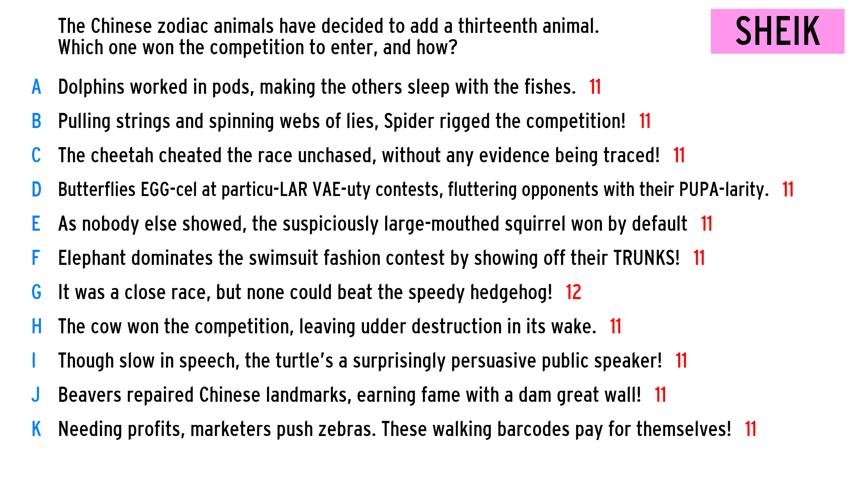 The Chinese zodiac animals have decided to add a thirteenth animal.
Which one won the competition to enter, and how?
SHEIK
A Dolphins worked in pods, making the others sleep with the fishes. 11
B Pulling strings and spinning webs of lies, Spider rigged the competition! 11
C The cheetah cheated the race unchased, without any evidence being traced! 11
D Butterflies EGG-cel at particu-LAR VAE-uty contests, fluttering opponents with their PUPA-larity. 11
E As nobody else showed, the suspiciously large-mouthed squirrel won by default 11
F Elephant dominates the swimsuit fashion contest by showing off their TRUNKS! 11
G It was a close race, but none could beat the speedy hedgehog! 12
H The cow won the competition, leaving udder destruction in its wake. 11
I Though slow in speech, the turtle's a surprisingly persuasive public speaker! 11
J Beavers repaired Chinese landmarks, earning fame with a dam great wall! 11
K Needing profits, marketers push zebras. These walking barcodes pay for themselves! 11